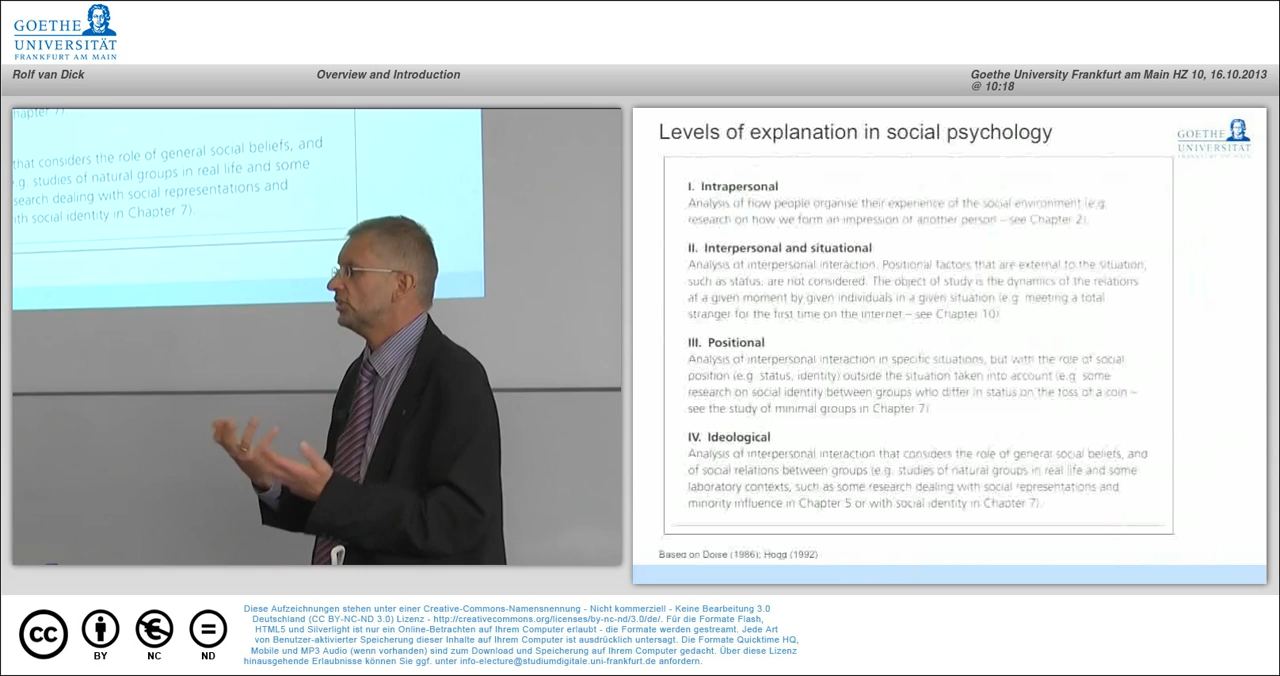 GOETHE
UNIVERSITÄT
FRANKFURT AM MAIN
Rolf van Dick
Overview and Introduction
Goethe University Frankfurt am Main HZ 10, 16.10.2013
@ 10:18
hapter 7).
that considers the role of general social beliefs, and
.g. studies of natural groups in real life and some
search dealing with social representations and
ith social identity in Chapter 7).
Levels of explanation in social psychology
GOETHE
UNIVERSITÄT
FRANKFURT AM MAIN
I. Intrapersonal
Analysis of how people organise their experience of the social environment (e.g.
research on how we form an impression of another person – see Chapter 2).
II. Interpersonal and situational
Analysis of interpersonal interaction. Positional factors that are external to the situation,
such as status, are not considered. The object of study is the dynamics of the relations
at a given moment by given individuals in a given situation (e.g. meeting a total
stranger for the first time on the internet – see Chapter 10)
III. Positional
Analysis of interpersonal interaction in specific situations, but with the role of social
position (e.g. status, identity) outside the situation taken into account (e.g. some
research on social identity between groups who differ in status on the toss of a coin –
see the study of minimal groups in Chapter 7)
IV. Ideological
Analysis of interpersonal interaction that considers the role of general social beliefs, and
of social relations between groups (e.g. studies of natural groups in real life and some
laboratory contexts, such as some research dealing with social representations and
minority influence in Chapter 5 or with social identity in Chapter 7).
Based on Doise (1986); Hogg (1992)
cc
BY
NC
ND
Diese Aufzeichnungen stehen unter einer Creative-Commons-Namensnennung - Nicht kommerziell - Keine Bearbeitung 3.0
Deutschland (CC BY-NC-ND 3.0) Lizenz - http://creativecommons.org/licenses/by-nc-nd/3.0/de/. Für die Formate Flash,
HTML5 und Silverlight ist nur ein Online-Betrachten auf Ihrem Computer erlaubt - die Formate werden gestreamt. Jede Art
von Benutzer-aktivierter Speicherung dieser Inhalte auf Ihrem Computer ist ausdrücklich untersagt. Die Formate Quicktime HQ,
Mobile und MP3 Audio (wenn vorhanden) sind zum Download und Speicherung auf Ihrem Computer gedacht. Über diese Lizenz
hinausgehende Erlaubnisse können Sie ggf. unter info-electure@studiumdigitale.uni-frankfurt.de anfordern.